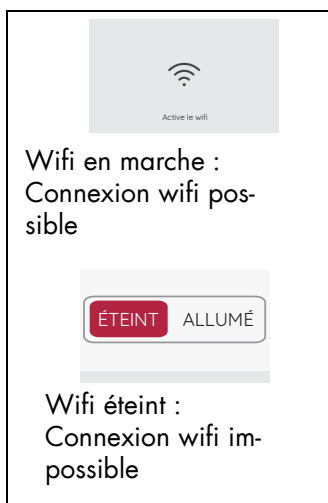 Active le wifi
Wifi en marche :
Connexion wifi pos-
sible
ÉTEINT ALLUMÉ
Wifi éteint :
Connexion wifi im-
possible